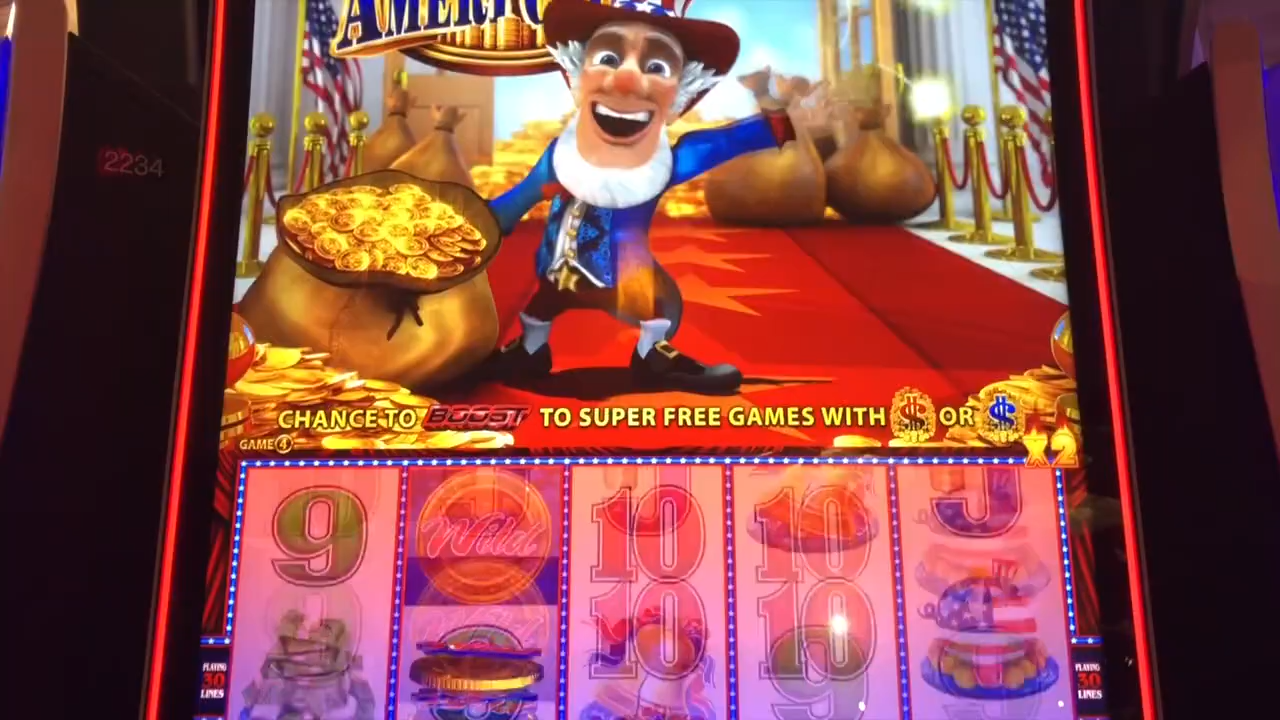 2234
CHANCE TO BOOST TO SUPER FREE GAMES WITH $ OR $
GAME 4
X2
9 Wild 10 10 J
10 10
9
PLAYING
30
LINES
PLAYING
30
LINES